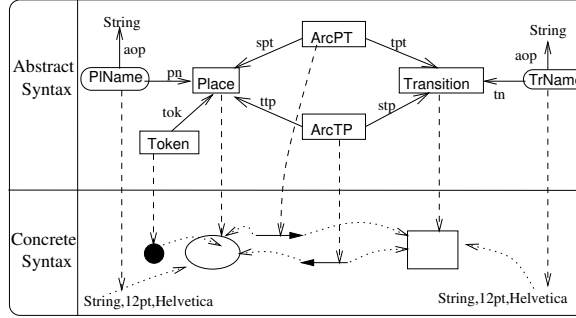 String
ArcPT
String
aop
spt
tpt
aop
Abstract
Syntax
PlName
pn
Place
Transition
TrName
tn
tok
ttp
stp
ArcTP
Token
Concrete
Syntax
String,12pt,Helvetica
String,12pt,Helvetica